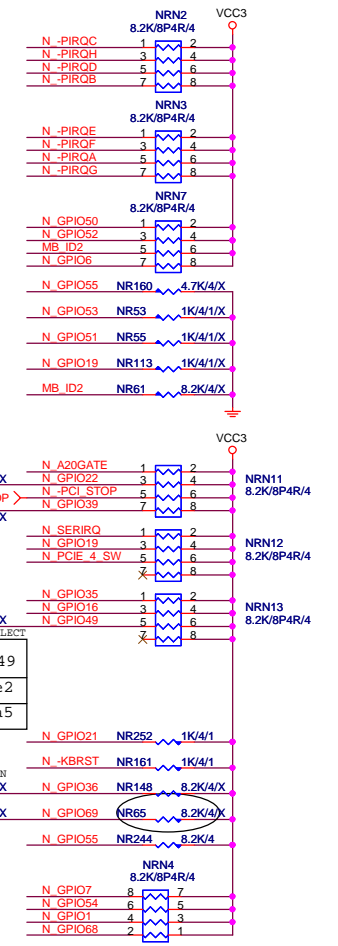 NRN2 VCC3
8.2K/8P4R/4
N_-PIRQC 1 2
N_-PIRQH 3 4
N_-PIRQD 5 6
N_-PIRQB 7 8
NRN3
8.2K/8P4R/4
N_-PIRQE 1 2
N_-PIRQF 3 4
N_-PIRQA 5 6
N_-PIRQG 7 8
NRN7
8.2K/8P4R/4
N_GPIO50 1 2
N_GPIO52 3 4
MB_ID2 5 6
N_GPIO6 7 8
N_GPIO55 NR160 4.7K/4/X
N_GPIO53 NR53 1K/4/1/X
N_GPIO51 NR55 1K/4/1/X
N_GPIO19 NR113 1K/4/1/X
MB_ID2 NR61 8.2K/4/X
VCC3
N_A20GATE 1 2
X N_GPIO22 3 4 NRN11
OP N_-PCI_STOP 5 6 8.2K/8P4R/4
X N_GPIO39 7 8
N_SERIRQ 1 2
N_GPIO19 3 4 NRN12
N_PCIE_4_SW 5 6 8.2K/8P4R/4
7 8
N_GPIO35 1 2
N_GPIO16 3 4 NRN13
X N_GPIO49 5 6 8.2K/8P4R/4
LECT 7 8
49
e2
N_GPIO21 NR252 1K/4/1
N_-KBRST NR161 1K/4/1
N
X N_GPIO36 NR148 8.2K/4/X
X N_GPIO69 NR65 8.2K/4/X
N_GPIO55 NR244 8.2K/4
NRN4
8.2K/8P4R/4
N_GPIO7 8 7
N_GPIO54 6 5
N_GPIO1 4 3
N_GPIO68 2 1